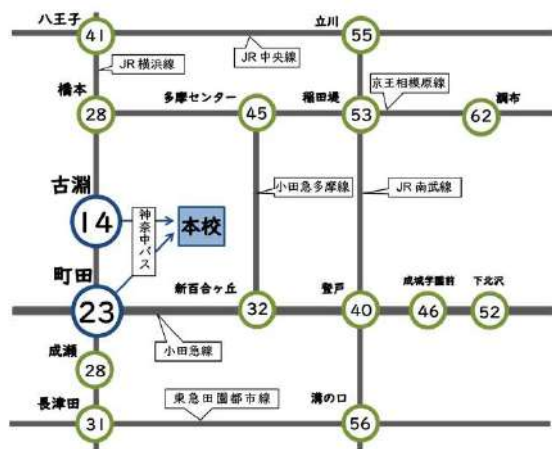 八王子
41
立川
55
JR中央線
JR横浜線
橋本
28
多摩センター
45
稲田堤
53
京王相模原線
調布
62
古淵
14
神奈中バス
本校
小田急多摩線
JR南武線
町田
23
新百合ヶ丘
32
登戸
40
成城学園前
46
下北沢
52
小田急線
成瀬
28
長津田
31
東急田園都市線
溝の口
56